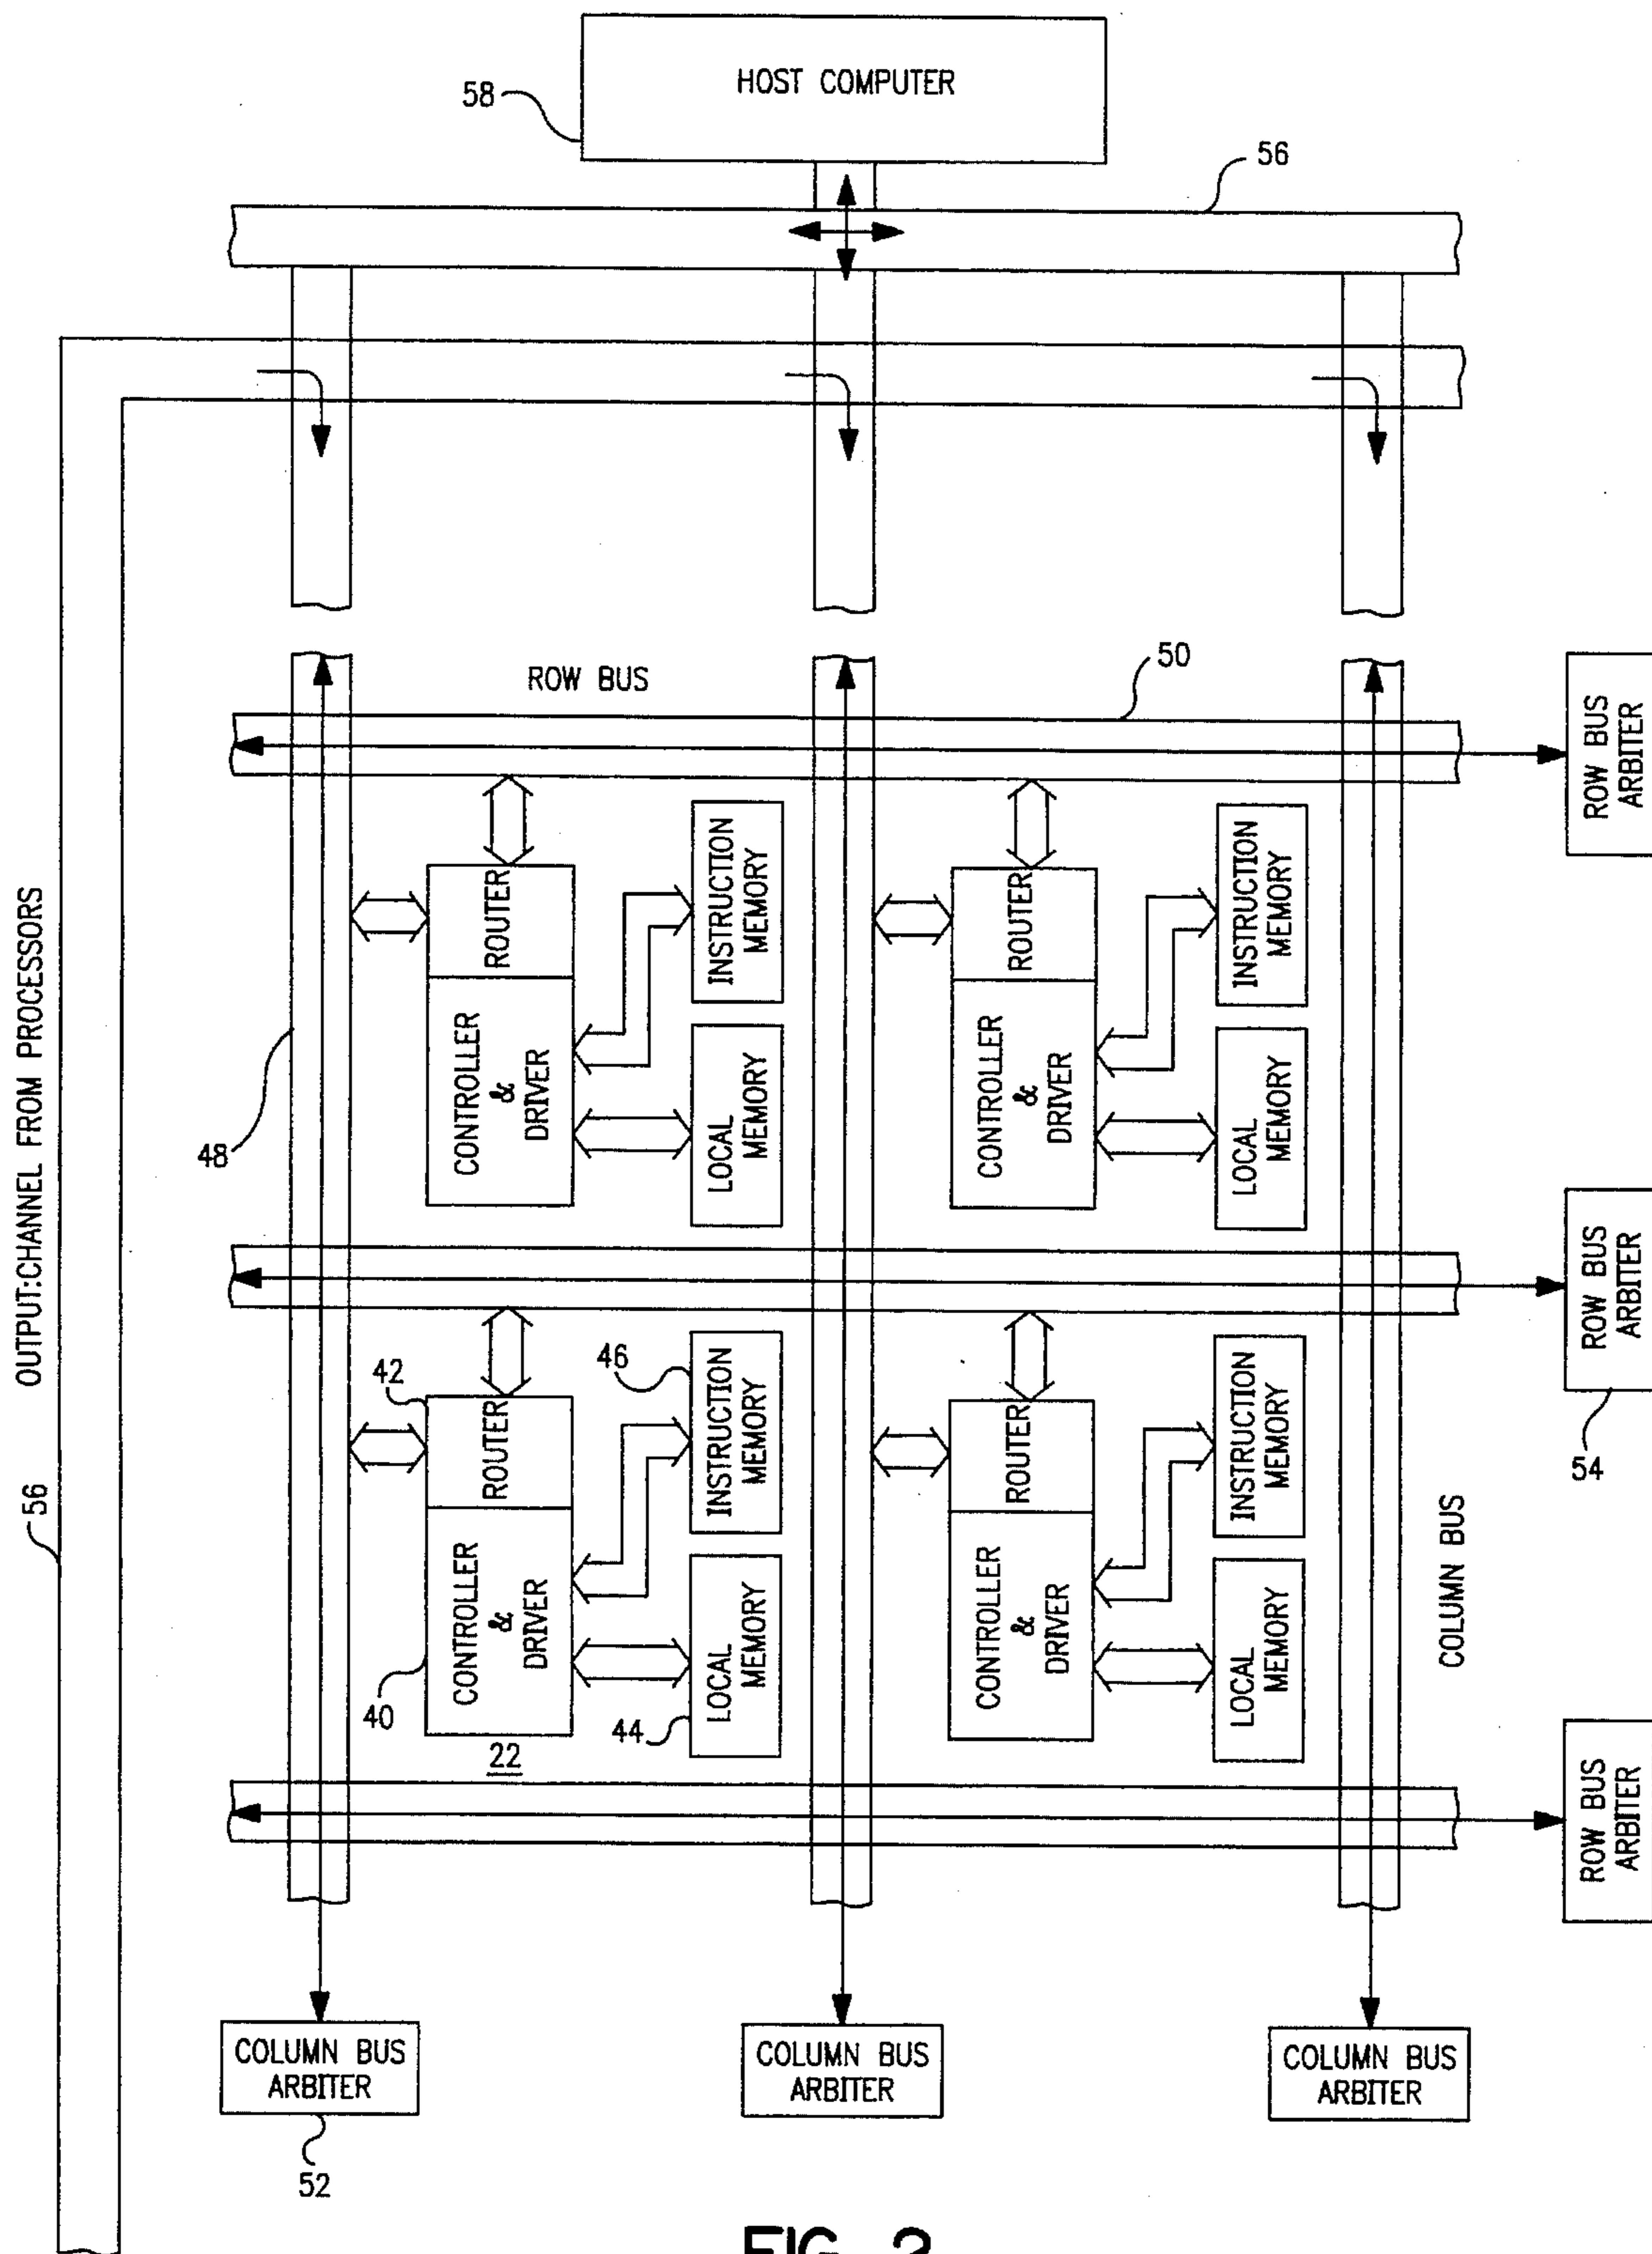 HOST COMPUTER
58
56
ROW BUS
50
ROW BUS
ARBITER
ROUTER
CONTROLLER
&
DRIVER
INSTRUCTION
MEMORY
LOCAL
MEMORY
ROUTER
CONTROLLER
&
DRIVER
INSTRUCTION
MEMORY
LOCAL
MEMORY
48
OUTPUT:CHANNEL FROM PROCESSORS
56
ROW BUS
ARBITER
54
42
ROUTER
40
CONTROLLER
&
DRIVER
46
INSTRUCTION
MEMORY
44
LOCAL
MEMORY
22
ROUTER
CONTROLLER
&
DRIVER
INSTRUCTION
MEMORY
LOCAL
MEMORY
COLUMN BUS
ROW BUS
ARBITER
COLUMN BUS
ARBITER
52
COLUMN BUS
ARBITER
COLUMN BUS
ARBITER